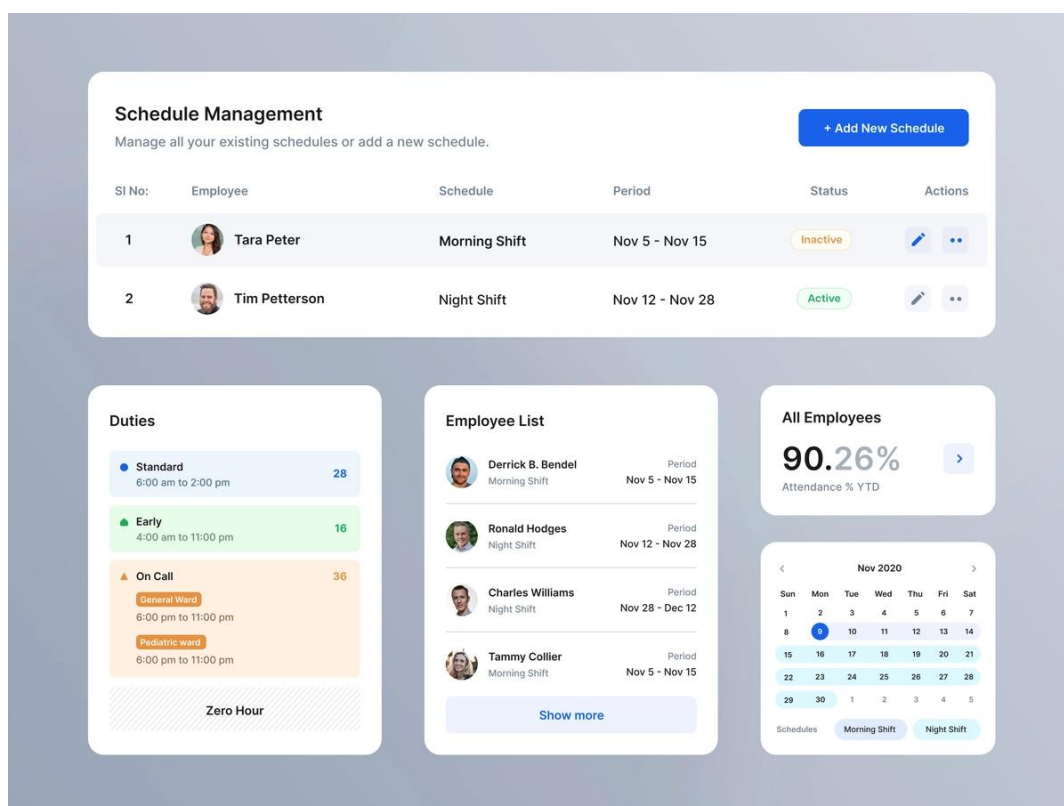 Schedule Management
Manage all your existing schedules or add a new schedule.
+ Add New Schedule
Sl No: Employee Schedule Period Status Actions
1 Tara Peter Morning Shift Nov 5 - Nov 15 Inactive
2 Tim Petterson Night Shift Nov 12 - Nov 28 Active
Duties
Standard
6:00 am to 2:00 pm
28
Early
4:00 am to 11:00 pm
16
On Call
36
General Ward
6:00 pm to 11:00 pm
Pediatric ward
6:00 pm to 11:00 pm
Zero Hour
Employee List
Derrick B. Bendel Period
Morning Shift Nov 5 - Nov 15
Ronald Hodges Period
Night Shift Nov 12 - Nov 28
Charles Williams Period
Night Shift Nov 28 - Dec 12
Tammy Collier Period
Morning Shift Nov 5 - Nov 15
Show more
All Employees
90.26%
Attendance % YTD
Nov 2020
Sun Mon Tue Wed Thu Fri Sat
1 2 3 4 5 6 7
8 9 10 11 12 13 14
15 16 17 18 19 20 21
22 23 24 25 26 27 28
29 30 1 2 3 4 5
Schedules Morning Shift Night Shift